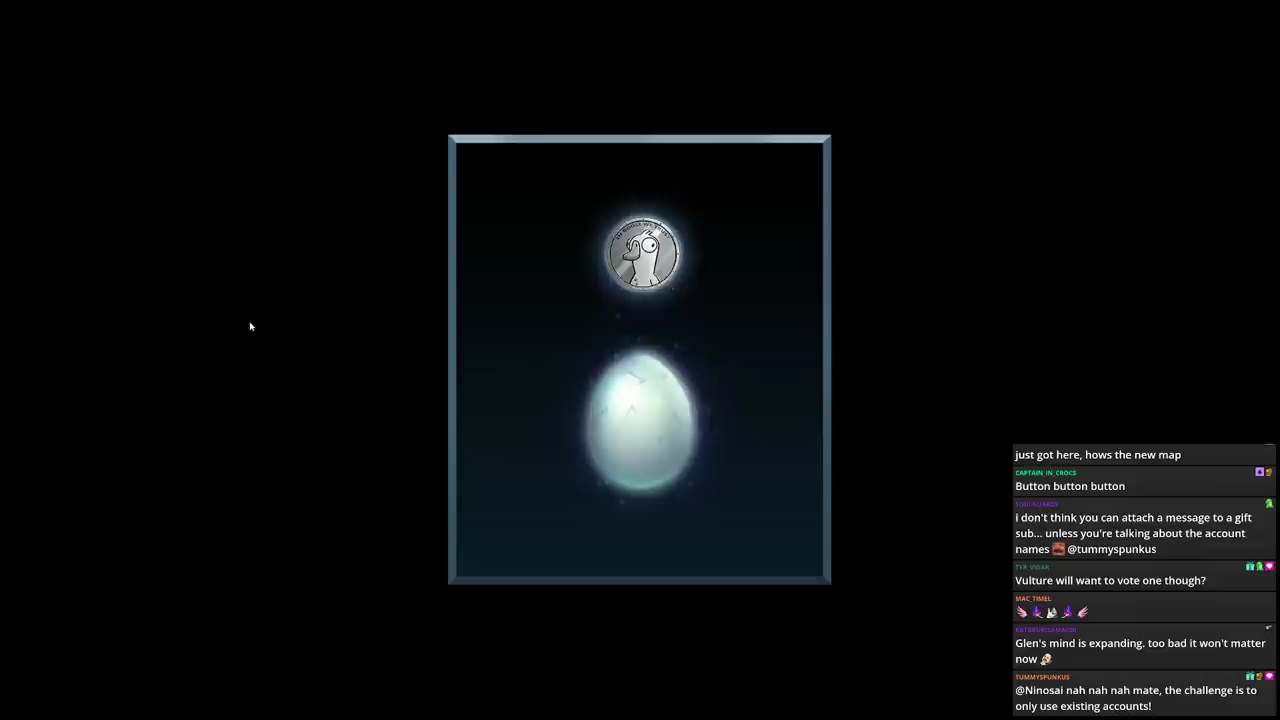 just got here, hows the new map
CAPTAIN_IN_CROCS
Button button button
i don't think you can attach a message to a gift
sub... unless you're talking about the account
names @tummyspunkus
TYR_VIDAR
Vulture will want to vote one though?
MAC_TIMEL
Glen's mind is expanding. too bad it won't matter
now
TUMMYSPUNKUS
@Ninosai nah nah nah mate, the challenge is to
only use existing accounts!